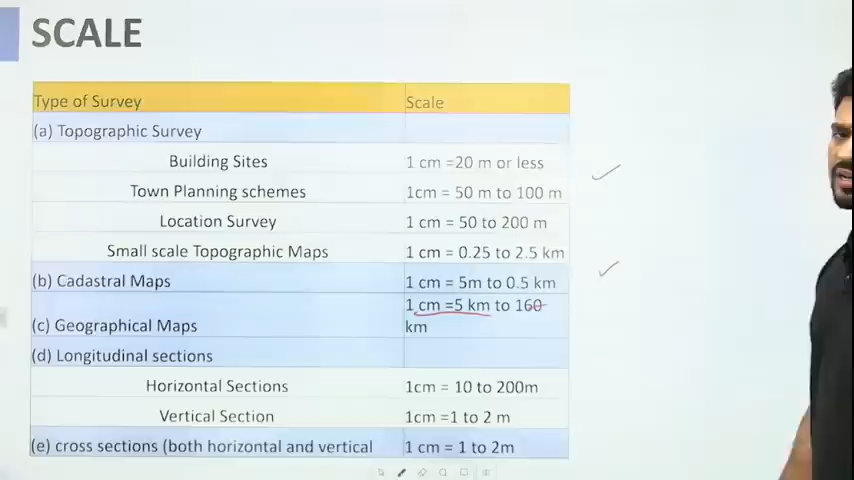 SCALE
Type of Survey Scale
(a) Topographic Survey
Building Sites 1 cm =20 m or less
Town Planning schemes 1cm = 50 m to 100 m
Location Survey 1 cm = 50 to 200 m
Small scale Topographic Maps 1 cm = 0.25 to 2.5 km
(b) Cadastral Maps 1 cm = 5m to 0.5 km
(c) Geographical Maps 1 cm =5 km to 160
km
(d) Longitudinal sections
Horizontal Sections 1cm = 10 to 200m
Vertical Section 1cm =1 to 2 m
(e) cross sections (both horizontal and vertical 1 cm = 1 to 2m